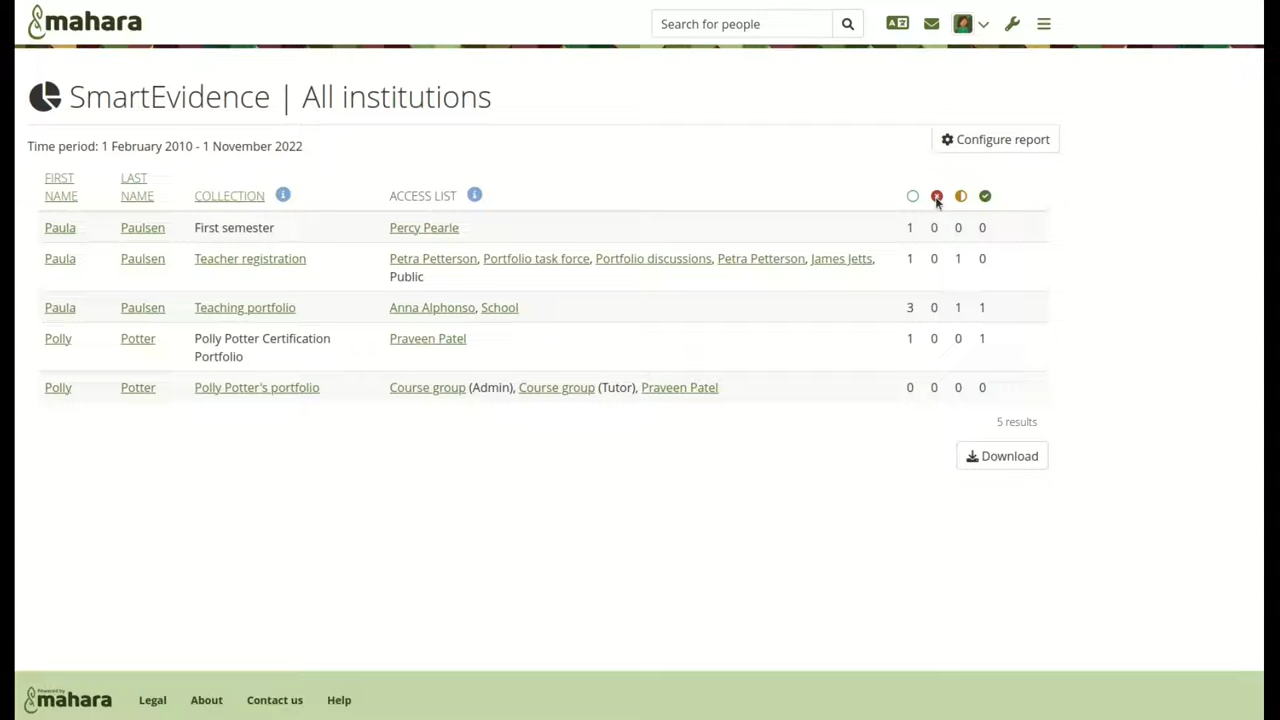 mahara
Search for people
SmartEvidence | All institutions
Time period: 1 February 2010 - 1 November 2022
Configure report
FIRST NAME
LAST NAME
COLLECTION
ACCESS LIST
Paula Paulsen First semester Percy Pearle 1 0 0 0
Paula Paulsen Teacher registration Petra Petterson, Portfolio task force, Portfolio discussions, Petra Petterson, James Jetts, 1 0 1 0
Public
Paula Paulsen Teaching portfolio Anna Alphonso, School 3 0 1 1
Polly Potter Polly Potter Certification Praveen Patel 1 0 0 1
Portfolio
Polly Potter Polly Potter's portfolio Course group (Admin), Course group (Tutor), Praveen Patel 0 0 0 0
5 results
Download
Powered by
mahara
Legal About Contact us Help